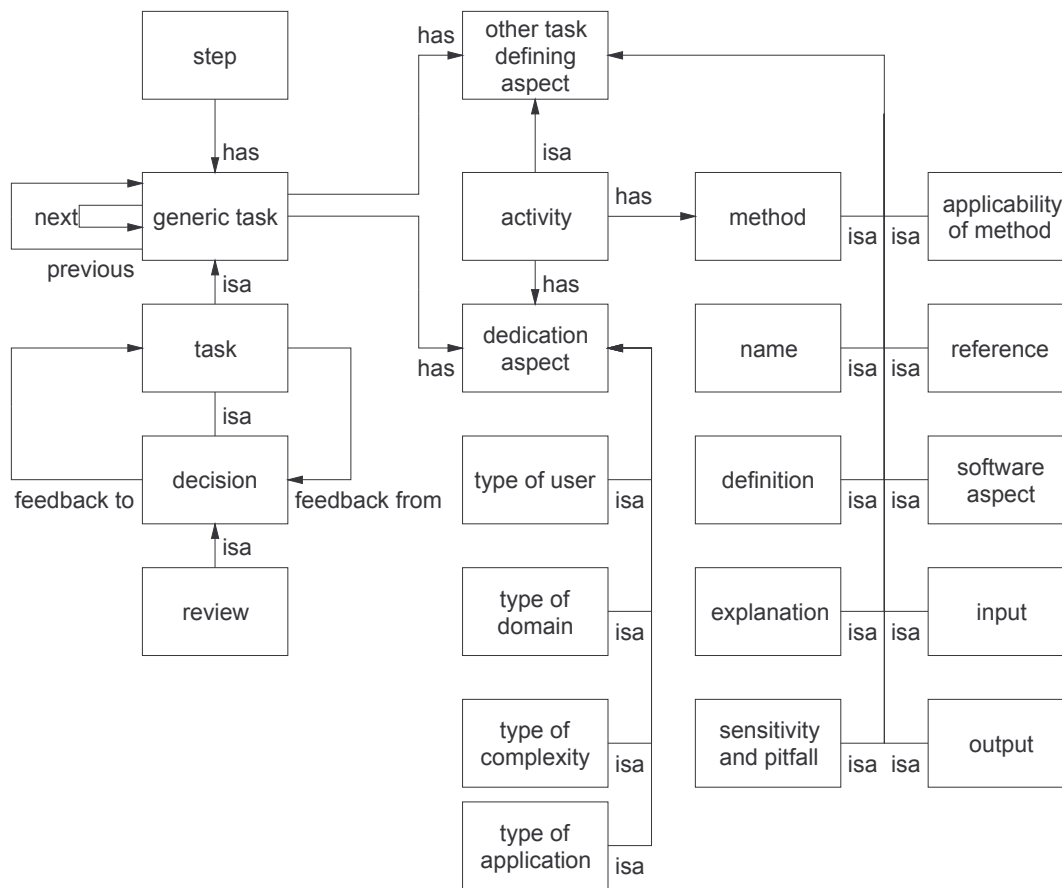 step
has
other task
defining
aspect
has
isa
generic task
next
previous
activity
has
method
isa
isa
applicability
of method
isa
has
task
has
dedication
aspect
name
isa
isa
reference
isa
decision
feedback to
feedback from
type of user
isa
definition
isa
isa
software
aspect
isa
review
type of
domain
isa
explanation
isa
isa
input
type of
complexity
isa
sensitivity
and pitfall
isa
isa
output
type of
application
isa